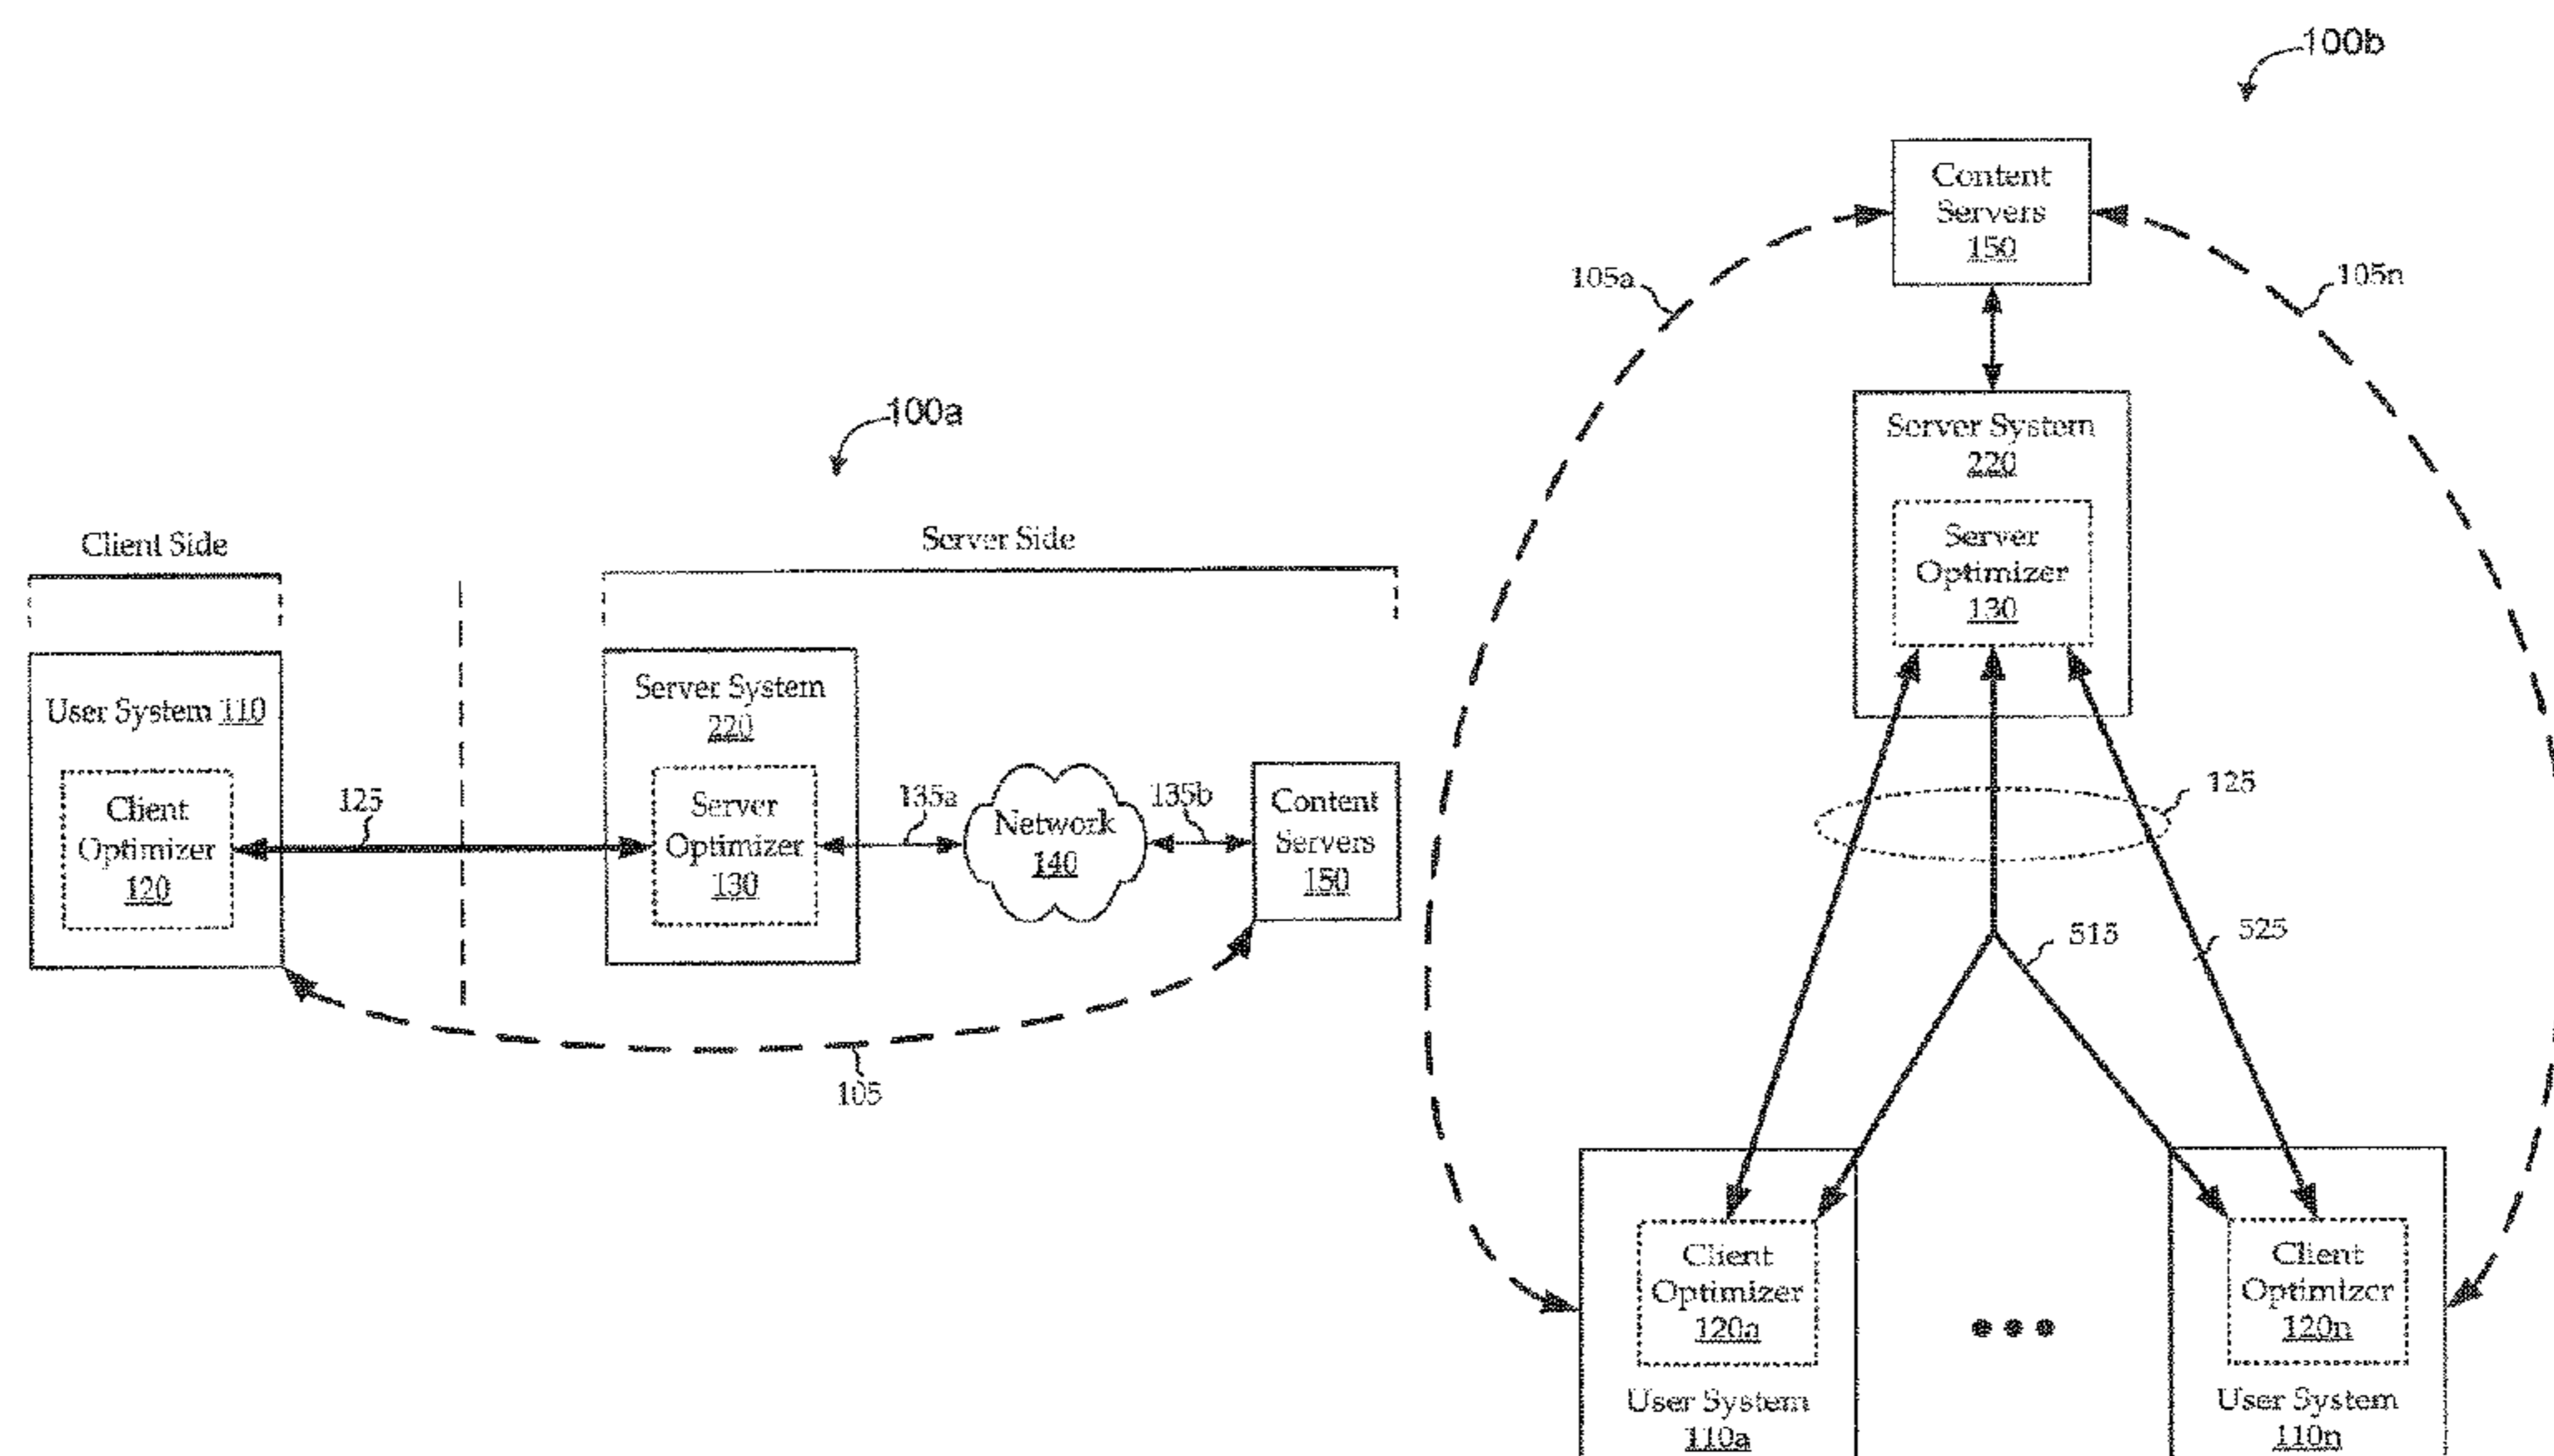 100a
Client Side
Server Side
User System 110
Client
Optimizer
120
125
Server System
220
Server
Optimizer
130
135a
Network
140
135b
Content
Servers
150
105
100b
Content
Servers
150
105a
105n
Server System
220
Server
Optimizer
130
125
515
525
Client
Optimizer
120a
User System
110a
Client
Optimizer
120n
User System
110n